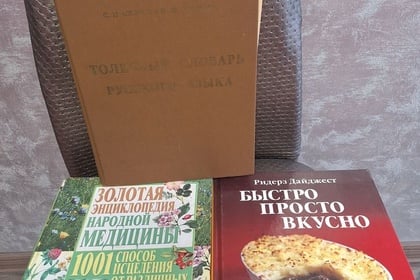 ТОЛКОВЫЙ СЛОВАРЬ
РУССКОГО ЯЗЫКА
ЗОЛОТАЯ
ЭНЦИКЛОПЕДИЯ
НАРОДНОЙ
МЕДИЦИНЫ
1001 СПОСОБ
ИСЦЕЛЕНИЯ
Ридерз Дайджест
БЫСТРО
ПРОСТО
ВКУСНО